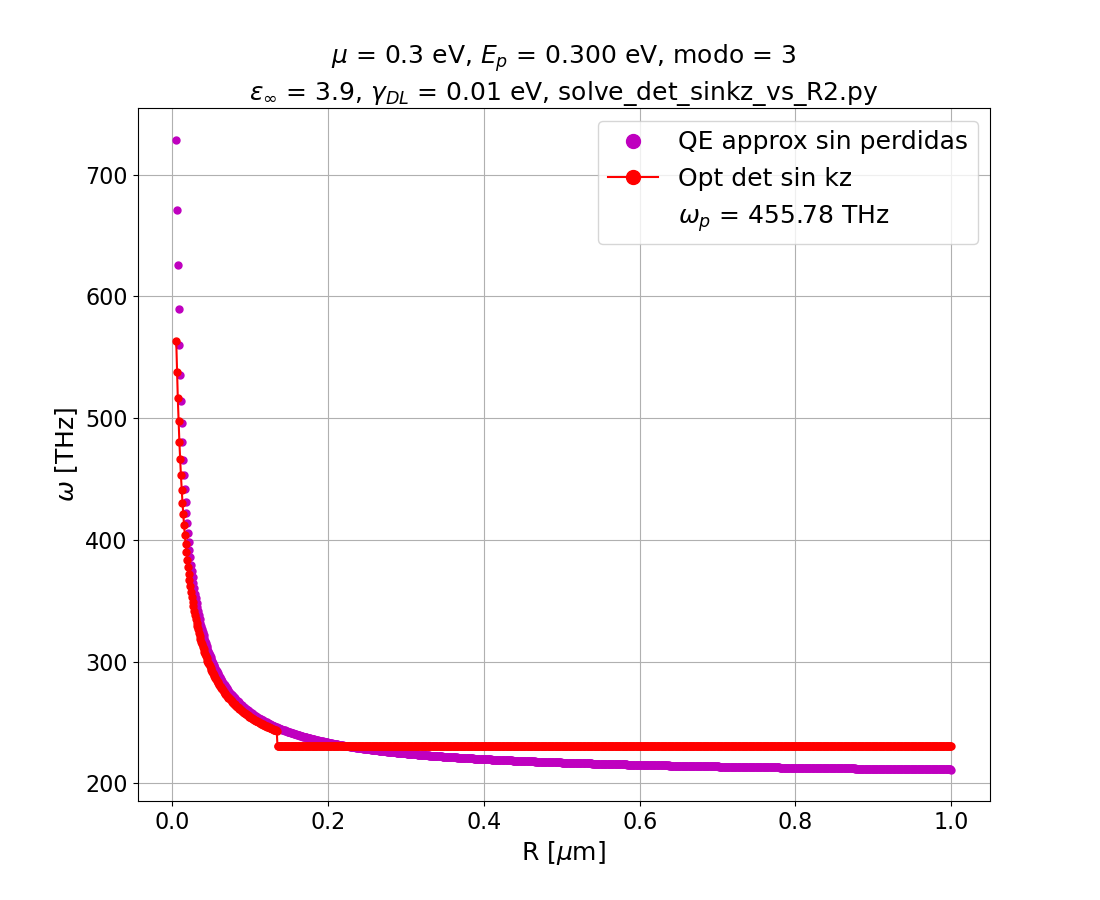 μ = 0.3 eV, E_p = 0.300 eV, modo = 3
ε_∞ = 3.9, γ_DL = 0.01 eV, solve_det_sinkz_vs_R2.py
QE approx sin perdidas
Opt det sin kz
ω_p = 455.78 THz
700
600
500
400
300
200
ω [THz]
0.0 0.2 0.4 0.6 0.8 1.0
R [μm]